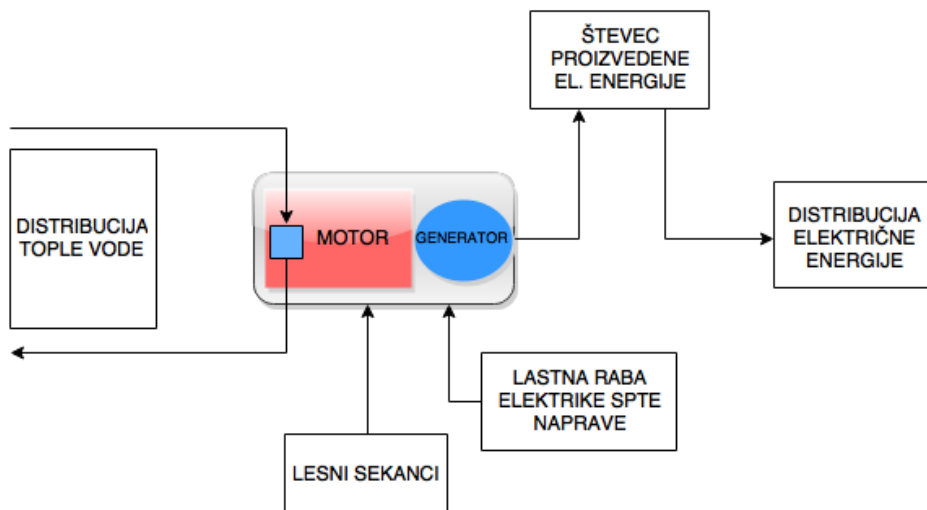 ŠTEVEC
PROIZVEDENE
EL. ENERGIJE
DISTRIBUCIJA
TOPLE VODE
MOTOR
GENERATOR
DISTRIBUCIJA
ELEKTRIČNE
ENERGIJE
LASTNA RABA
ELEKTRIKE SPTE
NAPRAVE
LESNI SEKANCI